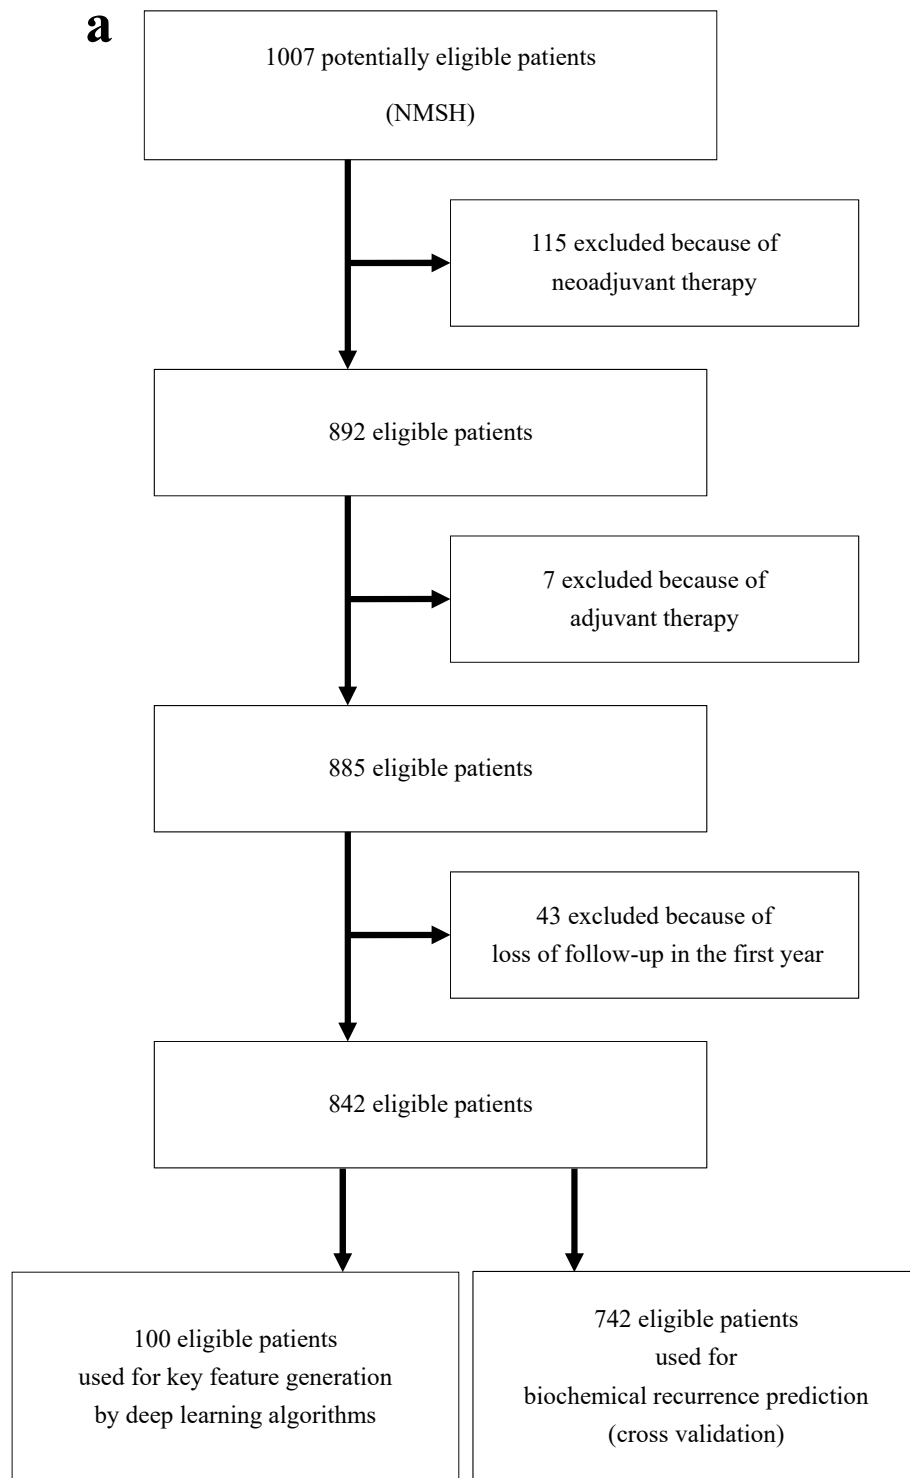 a
1007 potentially eligible patients
(NMSH)
115 excluded because of
neoadjuvant therapy
892 eligible patients
7 excluded because of
adjuvant therapy
885 eligible patients
43 excluded because of
loss of follow-up in the first year
842 eligible patients
100 eligible patients
used for key feature generation
by deep learning algorithms
742 eligible patients
used for
biochemical recurrence prediction
(cross validation)